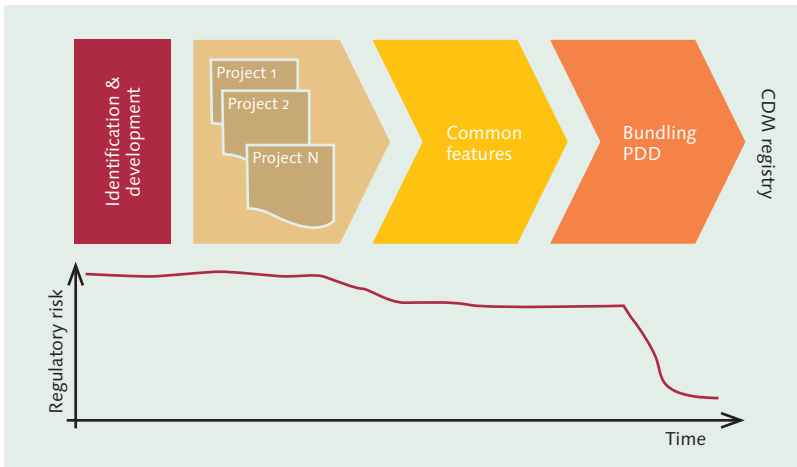 Identification &
development
Project 1
Project 2
Project N
Common
features
Bundling
PDD
CDM registry
Regulatory risk
Time